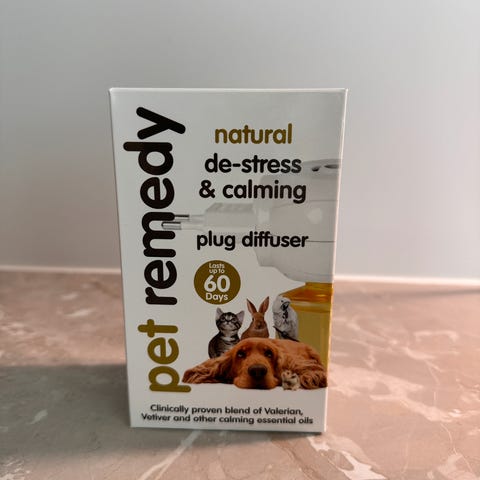 pet remedy
natural
de-stress
& calming
plug diffuser
Lasts
up to
60
Days
Clinically proven blend of Valerian,
Vetiver and other calming essential oils